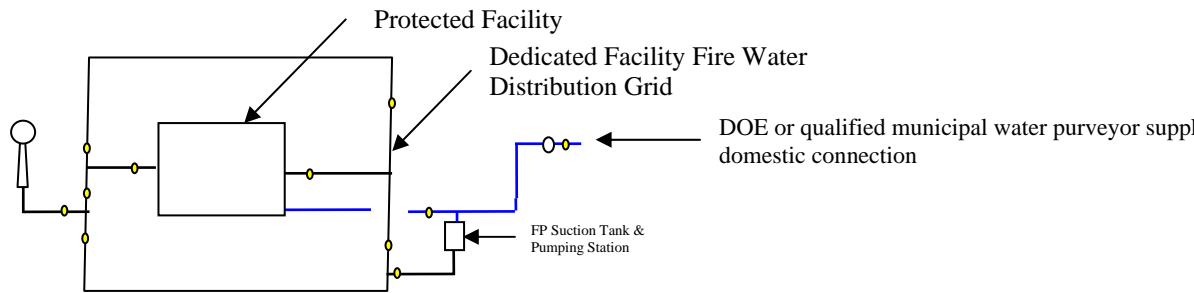 Protected Facility
Dedicated Facility Fire Water
Distribution Grid
DOE or qualified municipal water purveyor suppl
domestic connection
FP Suction Tank &
Pumping Station